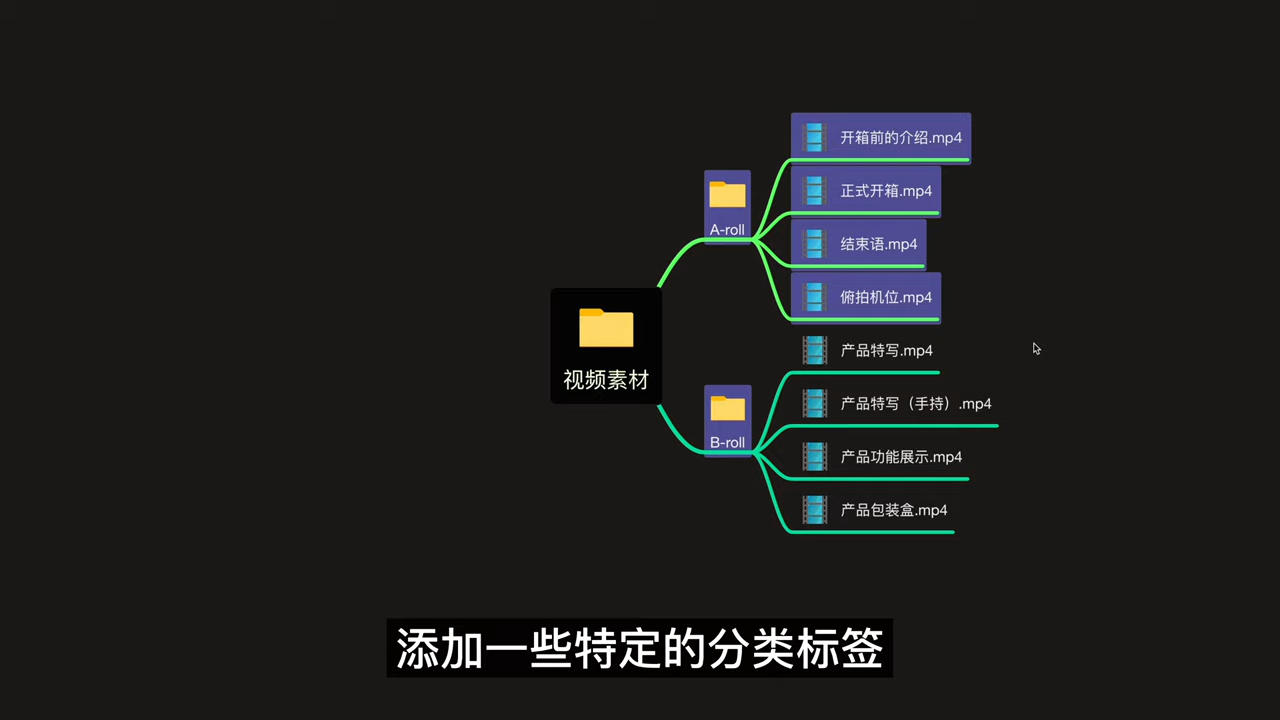 开箱前的介绍.mp4
正式开箱.mp4
A-roll
结束语.mp4
俯拍机位.mp4
视频素材
产品特写.mp4
产品特写（手持）.mp4
B-roll
产品功能展示.mp4
产品包装盒.mp4
添加一些特定的分类标签